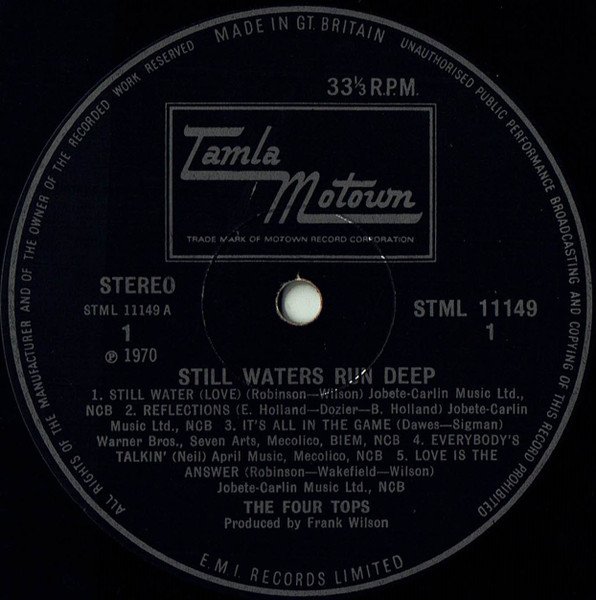 MADE IN GT. BRITAIN
UNAUTHORISED PUBLIC PERFORMANCE BROADCASTING AND COPYING OF THIS RECORD PROHIBITED
ALL RIGHTS OF THE MANUFACTURER AND OF THE OWNER OF THE RECORDED WORK RESERVED
33⅓ R.P.M.
Tamla
Motown
TRADE MARK OF MOTOWN RECORD CORPORATION
STEREO
STML 11149 A
1
℗ 1970
STML 11149
1
STILL WATERS RUN DEEP
1. STILL WATER (LOVE) (Robinson—Wilson) Jobete-Carlin Music Ltd.,
NCB 2. REFLECTIONS (E. Holland—Dozier—B. Holland) Jobete-Carlin
Music Ltd., NCB 3. IT'S ALL IN THE GAME (Dawes—Sigman)
Warner Bros., Seven Arts, Mecolico, BIEM, NCB 4. EVERYBODY'S
TALKIN' (Neil) April Music, Mecolico, NCB 5. LOVE IS THE
ANSWER (Robinson—Wakefield—Wilson)
Jobete-Carlin Music Ltd., NCB
THE FOUR TOPS
Produced by Frank Wilson
E.M.I. RECORDS LIMITED